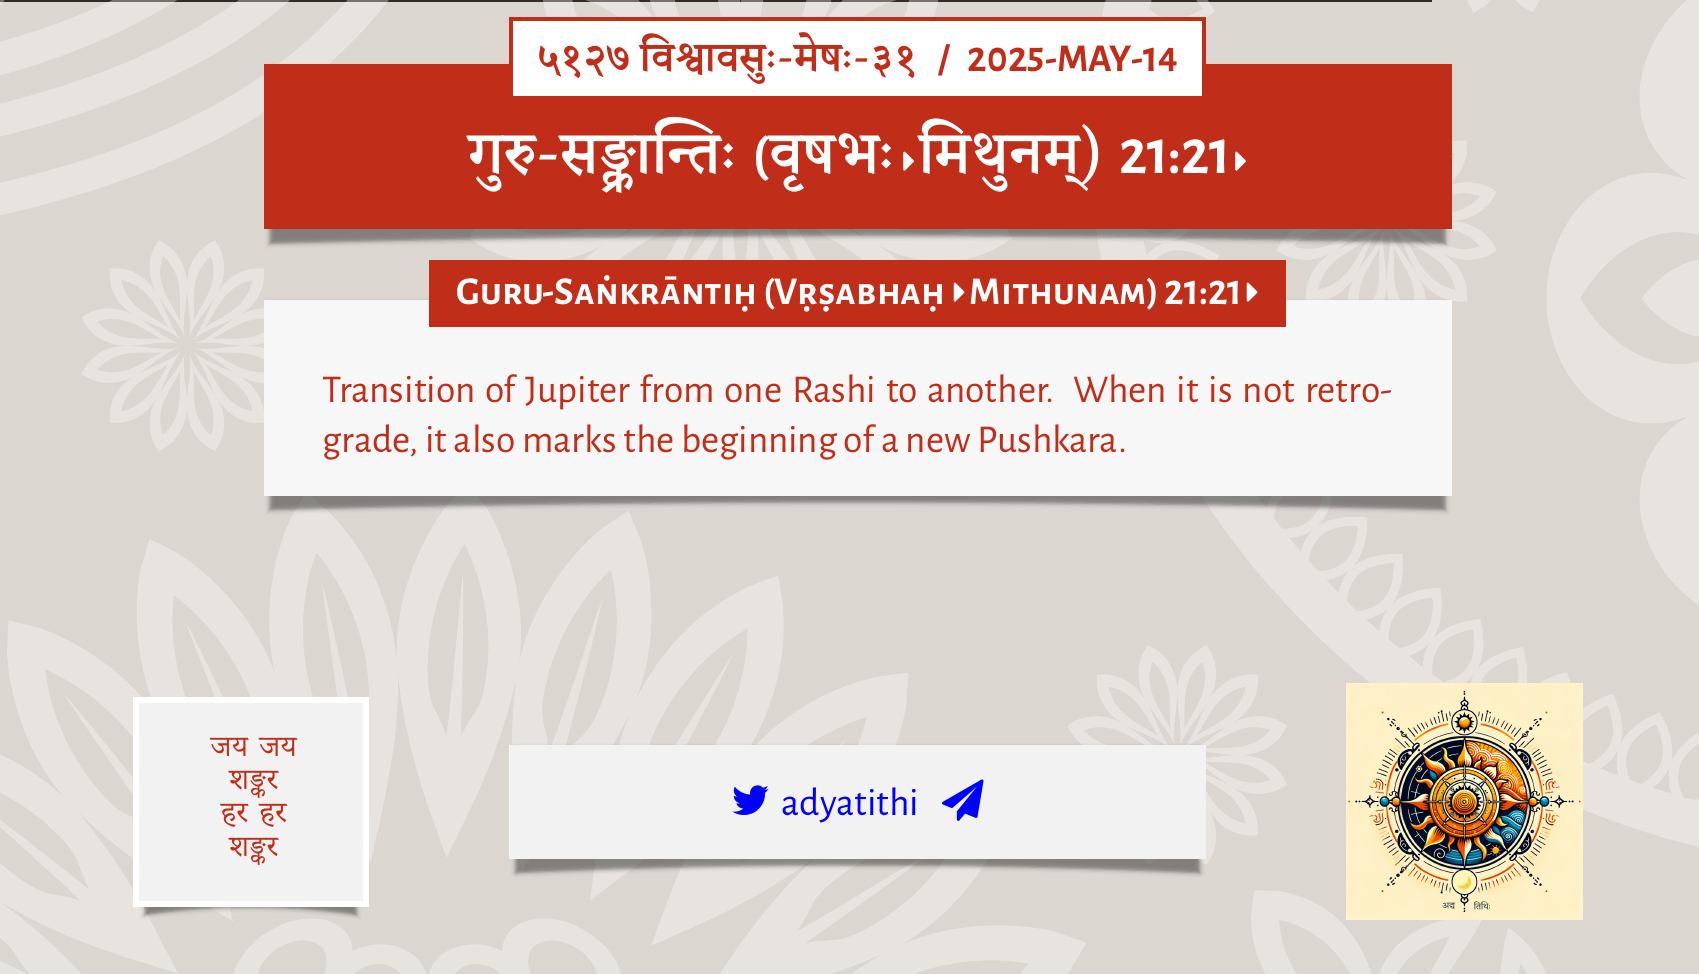 ५१२७ विश्वावसुः-मेषः-३१ / 2025-MAY-14
गुरु-सङ्क्रान्तिः (वृषभः▸मिथुनम्) 21:21▸
Guru-Saṅkrāntiḥ (Vṛṣabhaḥ▸Mithunam) 21:21▸
Transition of Jupiter from one Rashi to another. When it is not retro-
grade, it also marks the beginning of a new Pushkara.
जय जय
शङ्कर
हर हर
शङ्कर
adyatithi
अद्य तिथिः